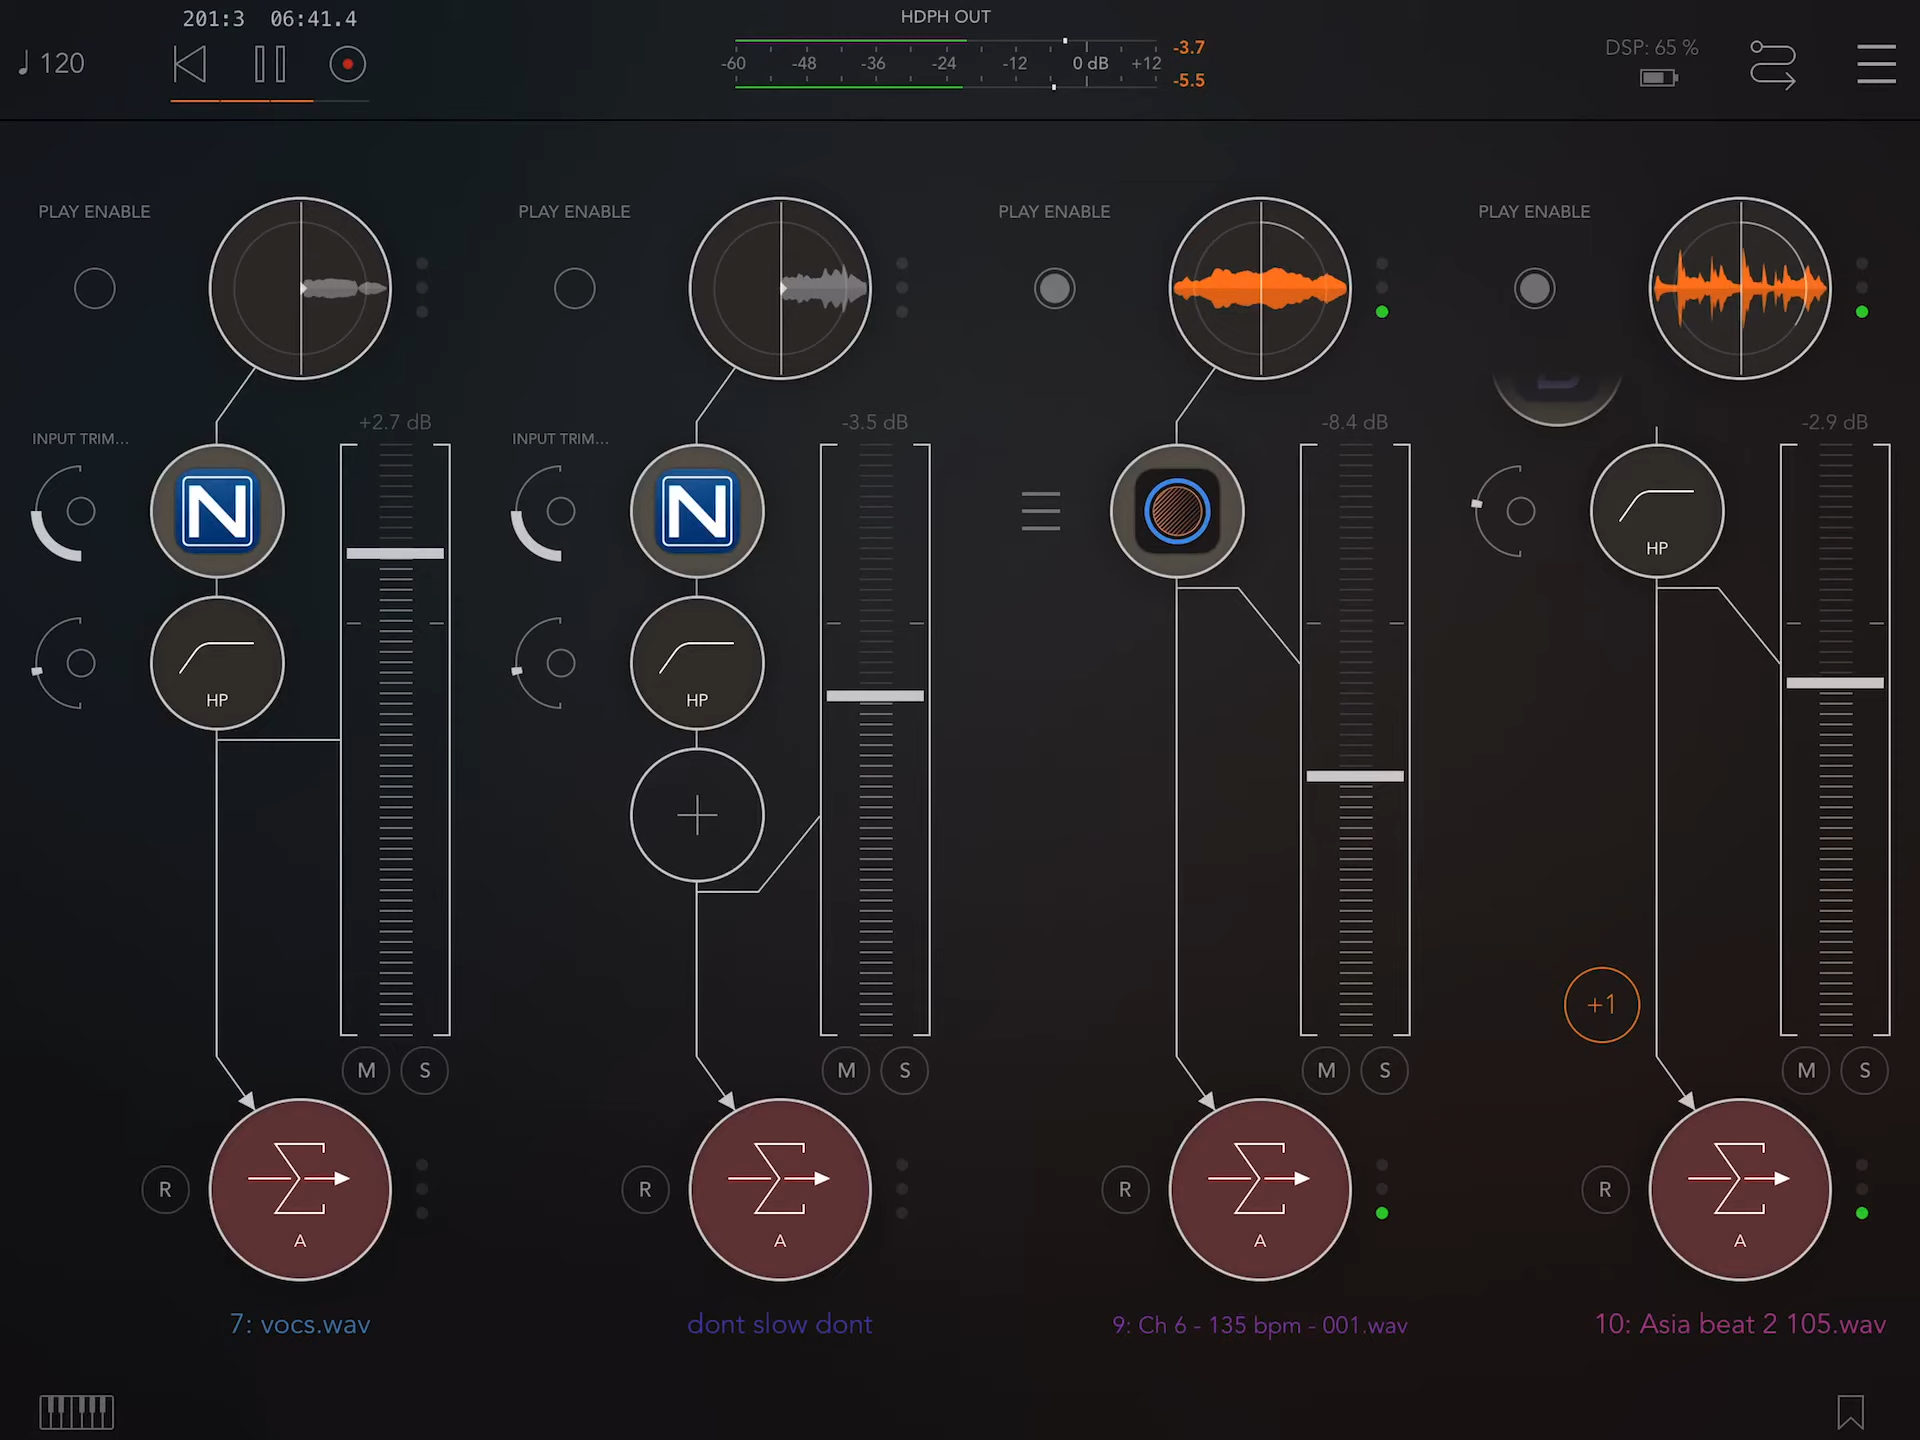 201:3 06:41.4
HDPH OUT
120
-60 -48 -36 -24 -12 0 dB +12
-3.7
-5.5
DSP: 65 %
PLAY ENABLE
PLAY ENABLE
PLAY ENABLE
PLAY ENABLE
+2.7 dB
-3.5 dB
-8.4 dB
-2.9 dB
INPUT TRIM...
INPUT TRIM...
N
N
HP
HP
HP
+1
M S
M S
M S
M S
R
R
R
R
A
A
A
A
7: vocs.wav
dont slow dont
9: Ch 6 - 135 bpm - 001.wav
10: Asia beat 2 105.wav